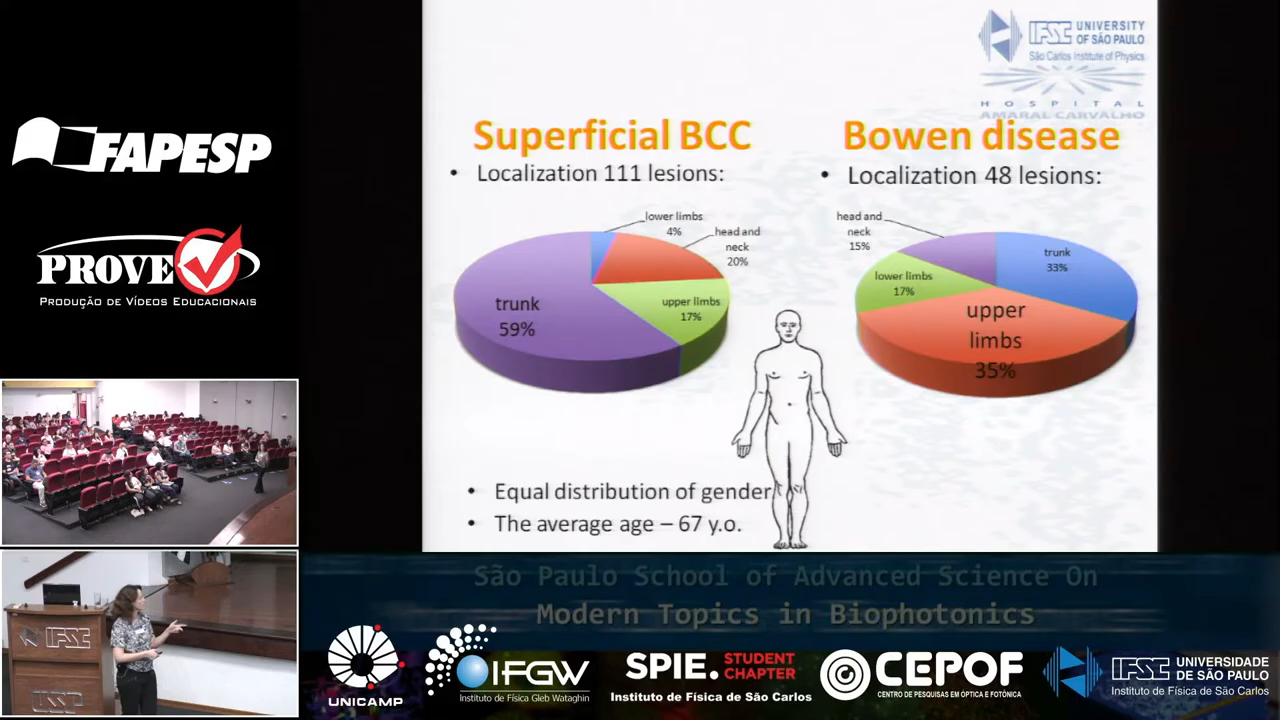 FAPESP
PROVE
PRODUÇÃO DE VÍDEOS EDUCACIONAIS
IFSC UNIVERSITY
OF SÃO PAULO
São Carlos Institute of Physics
HOSPITAL
AMARAL CARVALHO
Superficial BCC
• Localization 111 lesions:
lower limbs
4%
head and
neck
20%
upper limbs
17%
trunk
59%
Bowen disease
• Localization 48 lesions:
head and
neck
15%
trunk
33%
lower limbs
17%
upper
limbs
35%
• Equal distribution of gender
• The average age – 67 y.o.
IFSC
USP
São Paulo School of Advanced Science On
Modern Topics in Biophotonics
UNICAMP
IFGW
Instituto de Física Gleb Wataghin
SPIE. STUDENT
CHAPTER
Instituto de Física de São Carlos
CEPOF
CENTRO DE PESQUISAS EM ÓPTICA E FOTÔNICA
IFSC UNIVERSIDADE
DE SÃO PAULO
Instituto de Física de São Carlos